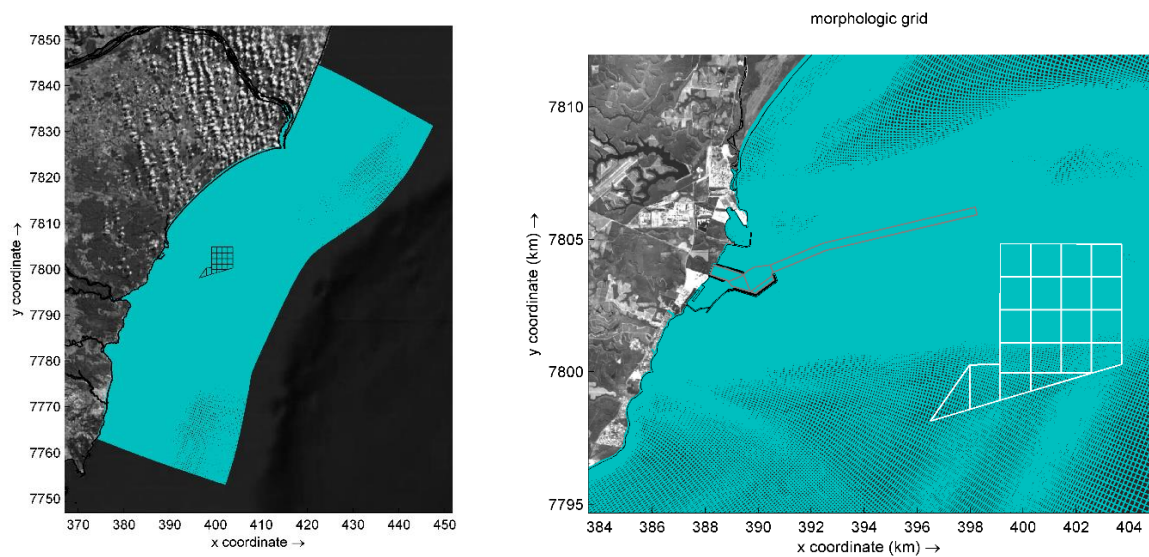 morphologic grid
7850
7840
7830
7820
7810
7800
7790
7780
7770
7760
7750
y coordinate →
370 380 390 400 410 420 430 440 450
x coordinate →
7810
7805
7800
7795
y coordinate (km) →
384 386 388 390 392 394 396 398 400 402 404
x coordinate (km) →